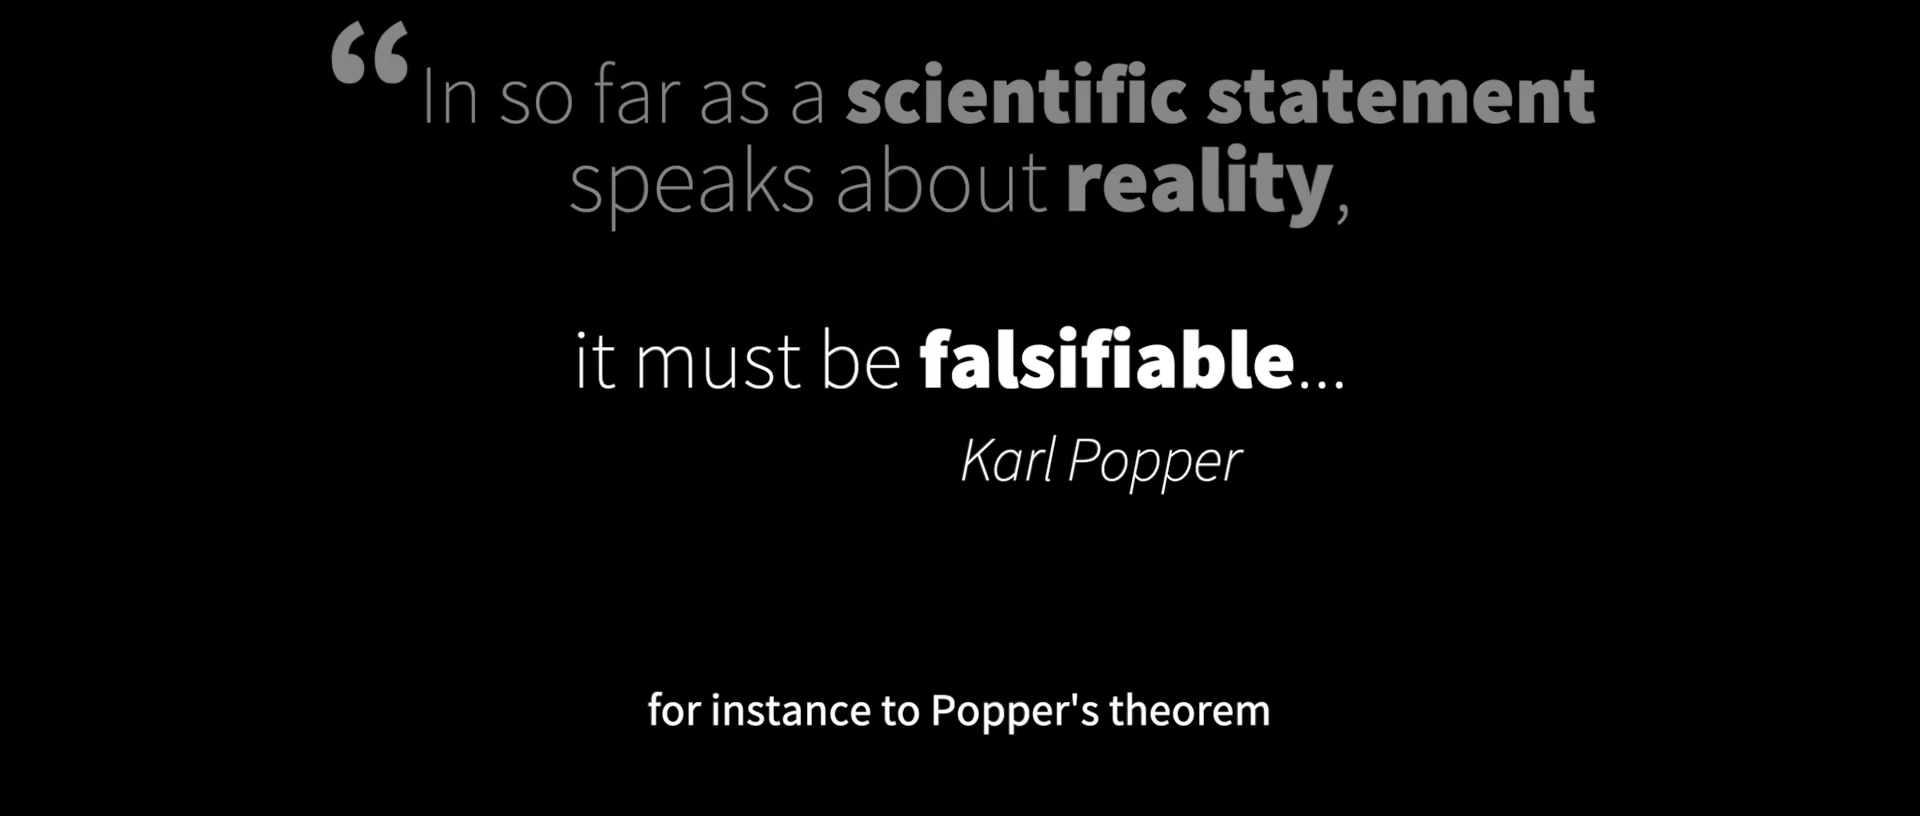 “In so far as a scientific statement
speaks about reality,
it must be falsifiable...
Karl Popper
for instance to Popper's theorem